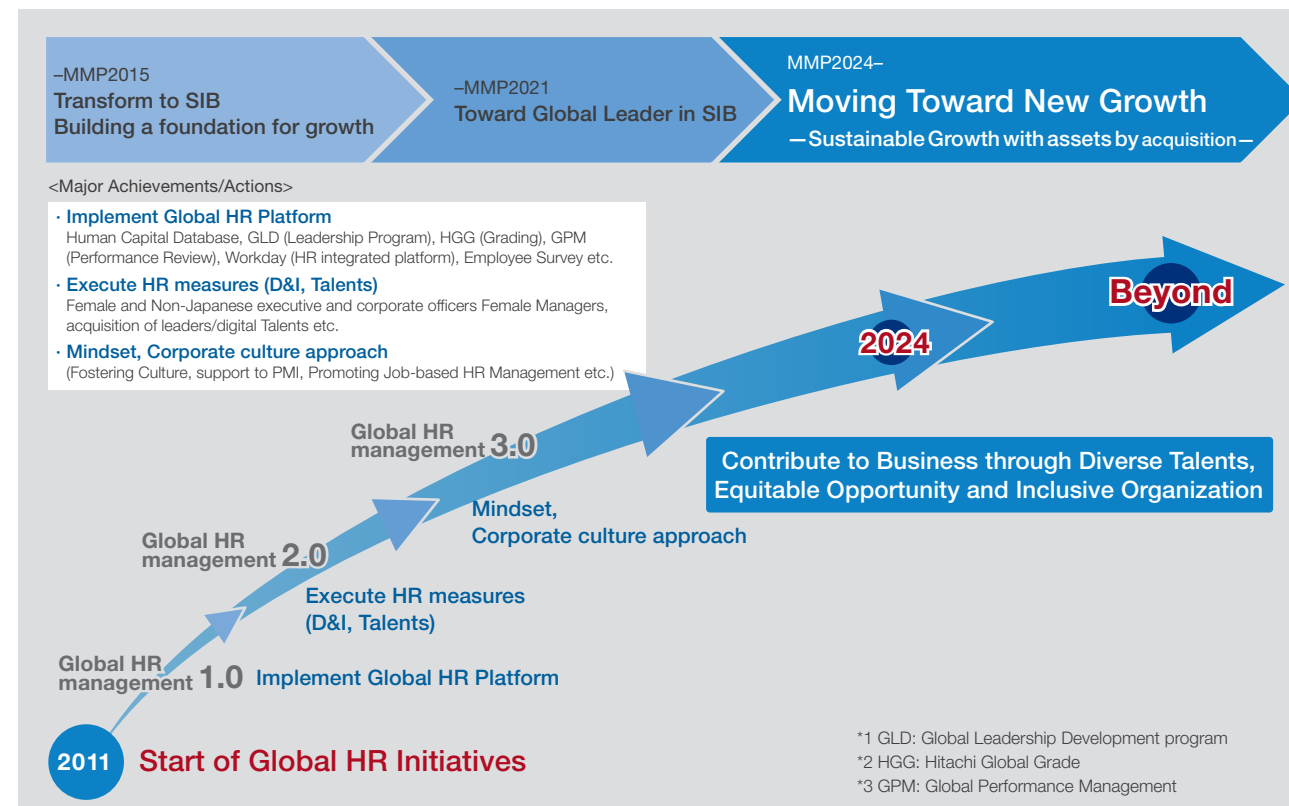 –MMP2015
Transform to SIB
Building a foundation for growth
–MMP2021
Toward Global Leader in SIB
MMP2024–
Moving Toward New Growth
—Sustainable Growth with assets by acquisition—
<Major Achievements/Actions>
· Implement Global HR Platform
Human Capital Database, GLD (Leadership Program), HGG (Grading), GPM
(Performance Review), Workday (HR integrated platform), Employee Survey etc.
· Execute HR measures (D&I, Talents)
Female and Non-Japanese executive and corporate officers Female Managers,
acquisition of leaders/digital Talents etc.
· Mindset, Corporate culture approach
(Fostering Culture, support to PMI, Promoting Job-based HR Management etc.)
Beyond
2024
Global HR
management 3.0
Contribute to Business through Diverse Talents,
Equitable Opportunity and Inclusive Organization
Mindset,
Corporate culture approach
Global HR
management 2.0
Execute HR measures
(D&I, Talents)
Global HR
management 1.0
Implement Global HR Platform
2011
Start of Global HR Initiatives
*1 GLD: Global Leadership Development program
*2 HGG: Hitachi Global Grade
*3 GPM: Global Performance Management